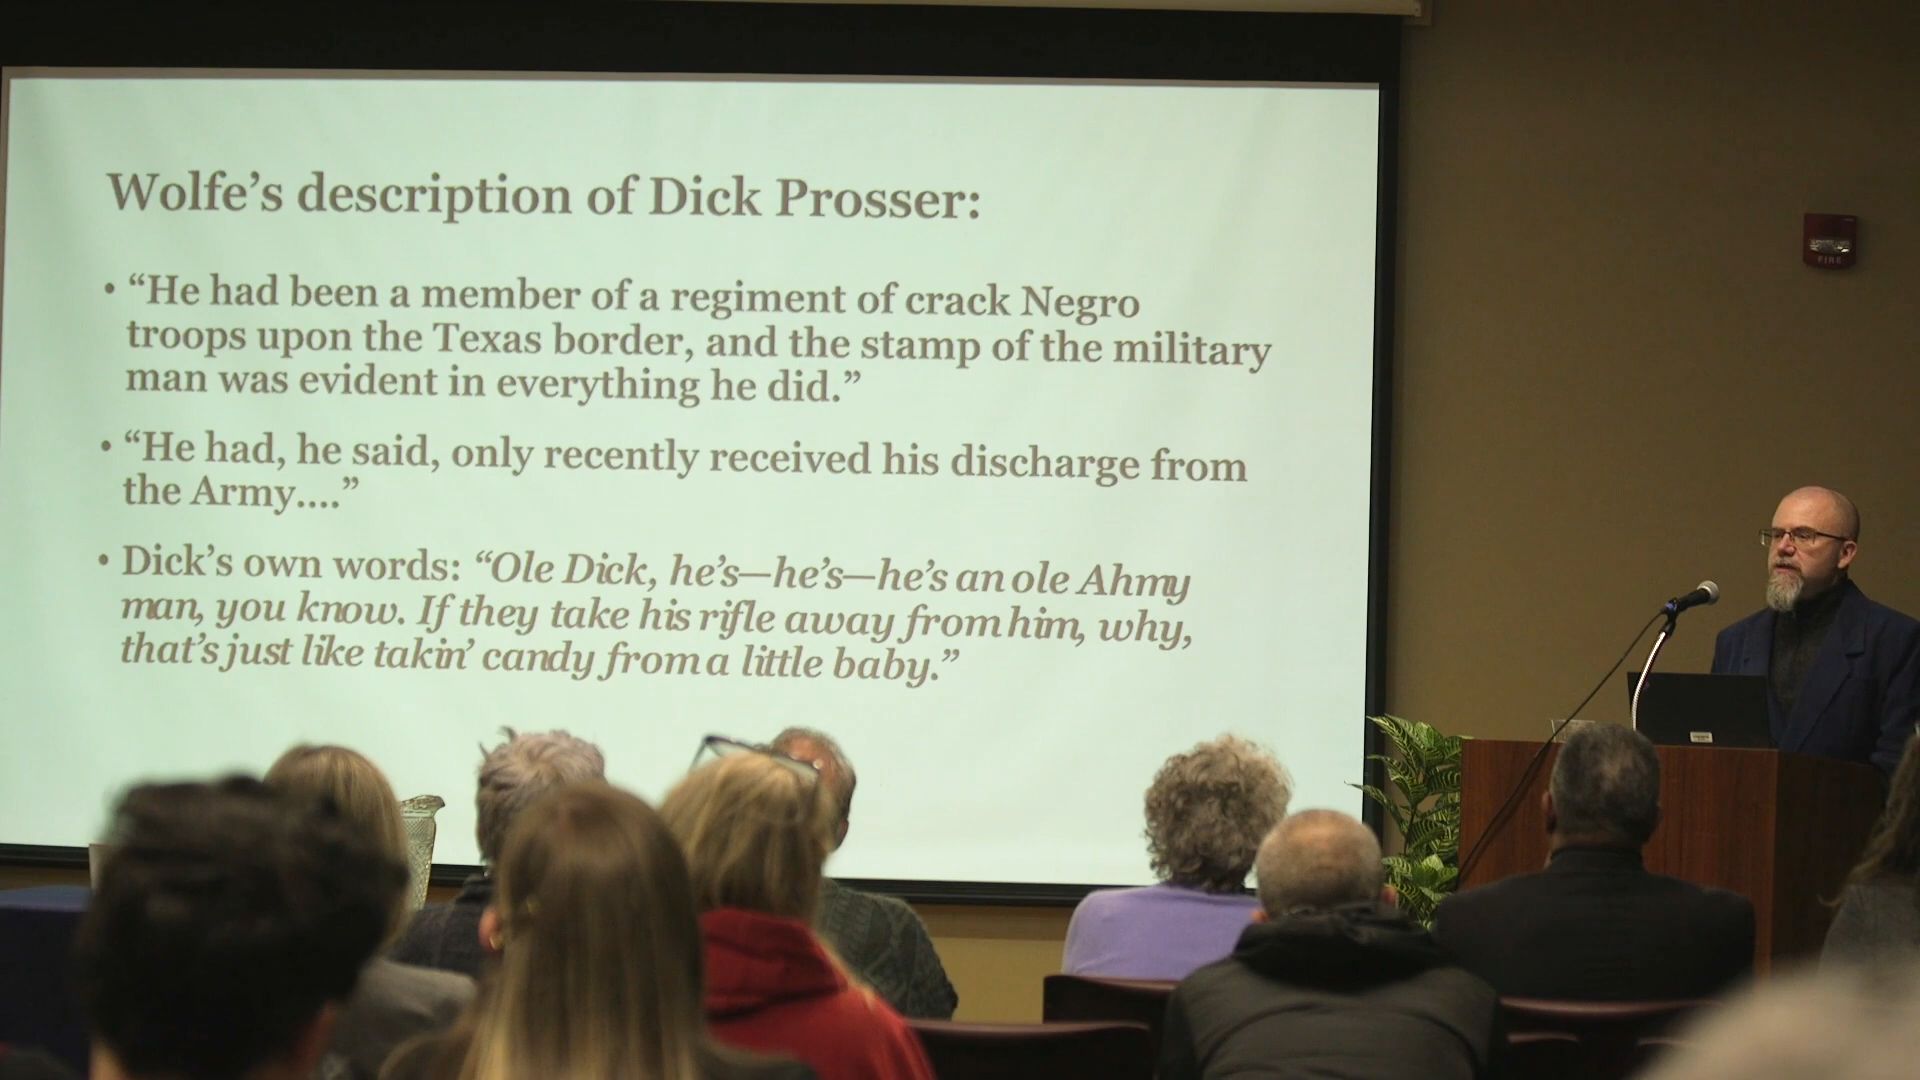 Wolfe’s description of Dick Prosser:
• “He had been a member of a regiment of crack Negro
troops upon the Texas border, and the stamp of the military
man was evident in everything he did.”
• “He had, he said, only recently received his discharge from
the Army....”
• Dick’s own words: “Ole Dick, he’s—he’s—he’s an ole Ahmy
man, you know. If they take his rifle away from him, why,
that’s just like takin’ candy from a little baby.”
FIRE